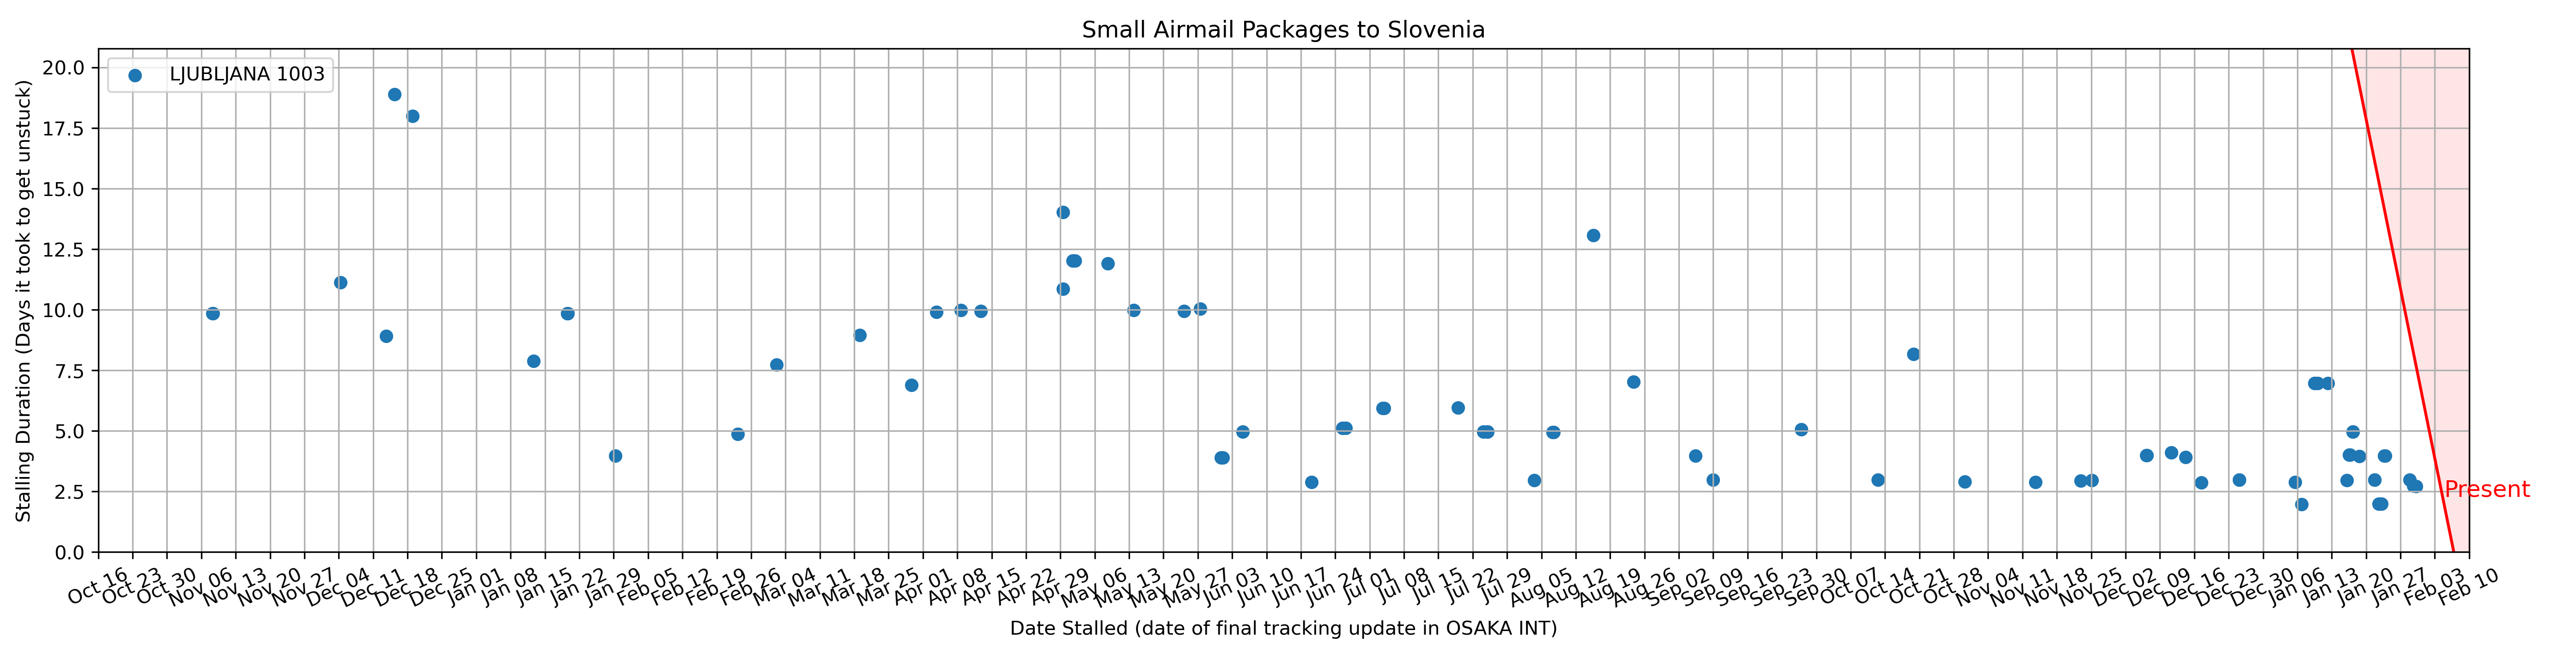 Small Airmail Packages to Slovenia
LJUBLJANA 1003
Stalling Duration (Days it took to get unstuck)
20.0
17.5
15.0
12.5
10.0
7.5
5.0
2.5
0.0
Present
Oct 16 Oct 23 Oct 30 Nov 06 Nov 13 Nov 20 Nov 27 Dec 04 Dec 11 Dec 18 Dec 25 Jan 01 Jan 08 Jan 15 Jan 22 Jan 29 Feb 05 Feb 12 Feb 19 Feb 26 Mar 04 Mar 11 Mar 18 Mar 25 Apr 01 Apr 08 Apr 15 Apr 22 Apr 29 May 06 May 13 May 20 May 27 Jun 03 Jun 10 Jun 17 Jun 24 Jul 01 Jul 08 Jul 15 Jul 22 Jul 29 Aug 05 Aug 12 Aug 19 Aug 26 Sep 02 Sep 09 Sep 16 Sep 23 Sep 30 Oct 07 Oct 14 Oct 21 Oct 28 Nov 04 Nov 11 Nov 18 Nov 25 Dec 02 Dec 09 Dec 16 Dec 23 Dec 30 Jan 06 Jan 13 Jan 20 Jan 27 Feb 03 Feb 10
Date Stalled (date of final tracking update in OSAKA INT)